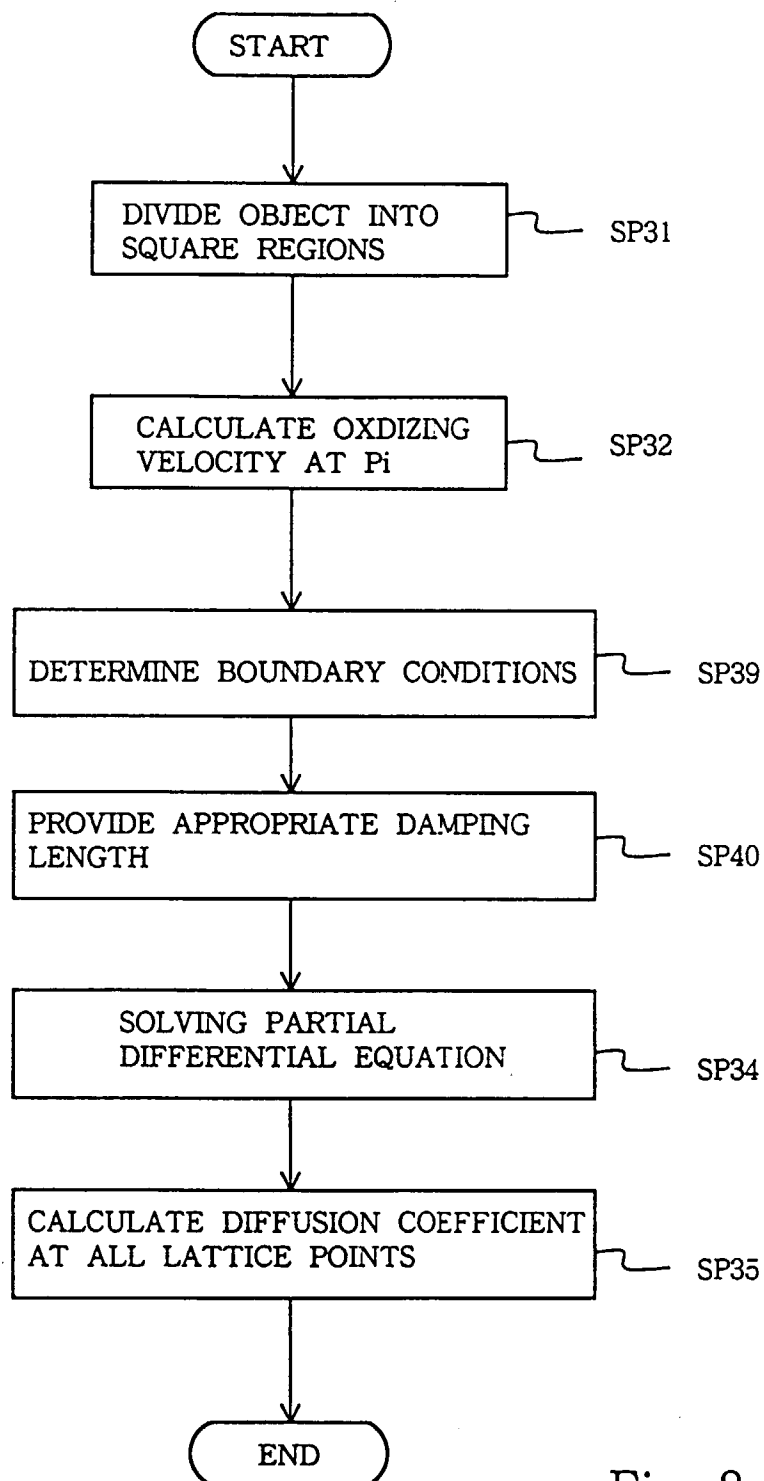 START
DIVIDE OBJECT INTO
SQUARE REGIONS
SP31
CALCULATE OXDIZING
VELOCITY AT Pi
SP32
DETERMINE BOUNDARY CONDITIONS
SP39
PROVIDE APPROPRIATE DAMPING
LENGTH
SP40
SOLVING PARTIAL
DIFFERENTIAL EQUATION
SP34
CALCULATE DIFFUSION COEFFICIENT
AT ALL LATTICE POINTS
SP35
END